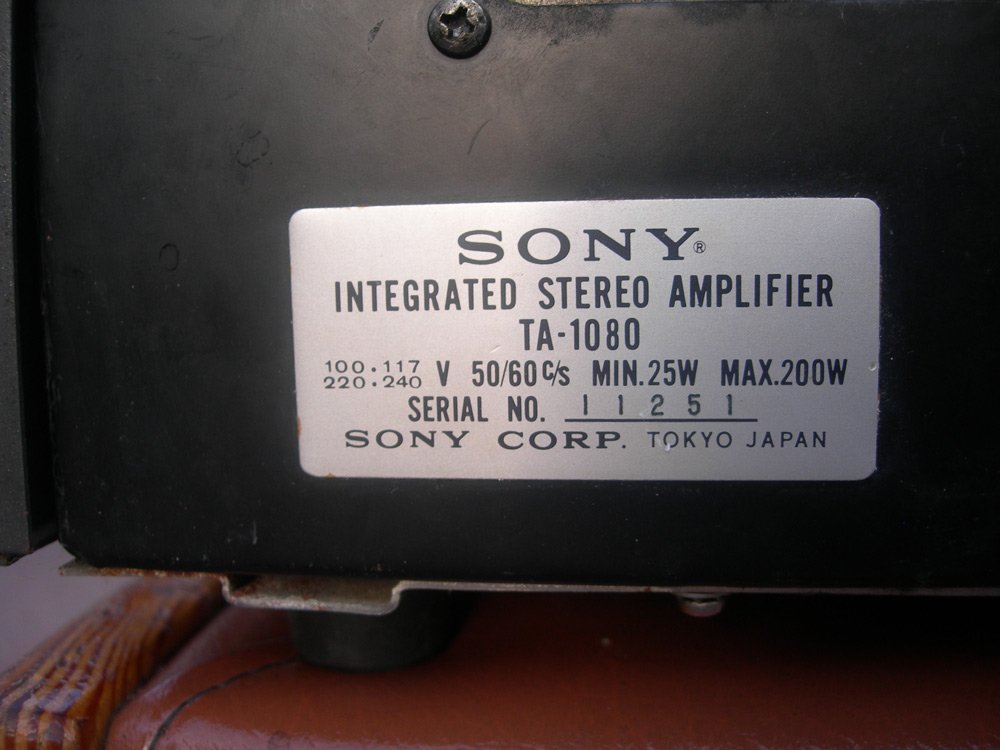 SONY®
INTEGRATED STEREO AMPLIFIER
TA-1080
100·117 220·240 V 50/60 c/s MIN.25W MAX.200W
SERIAL NO. 11251
SONY CORP. TOKYO JAPAN